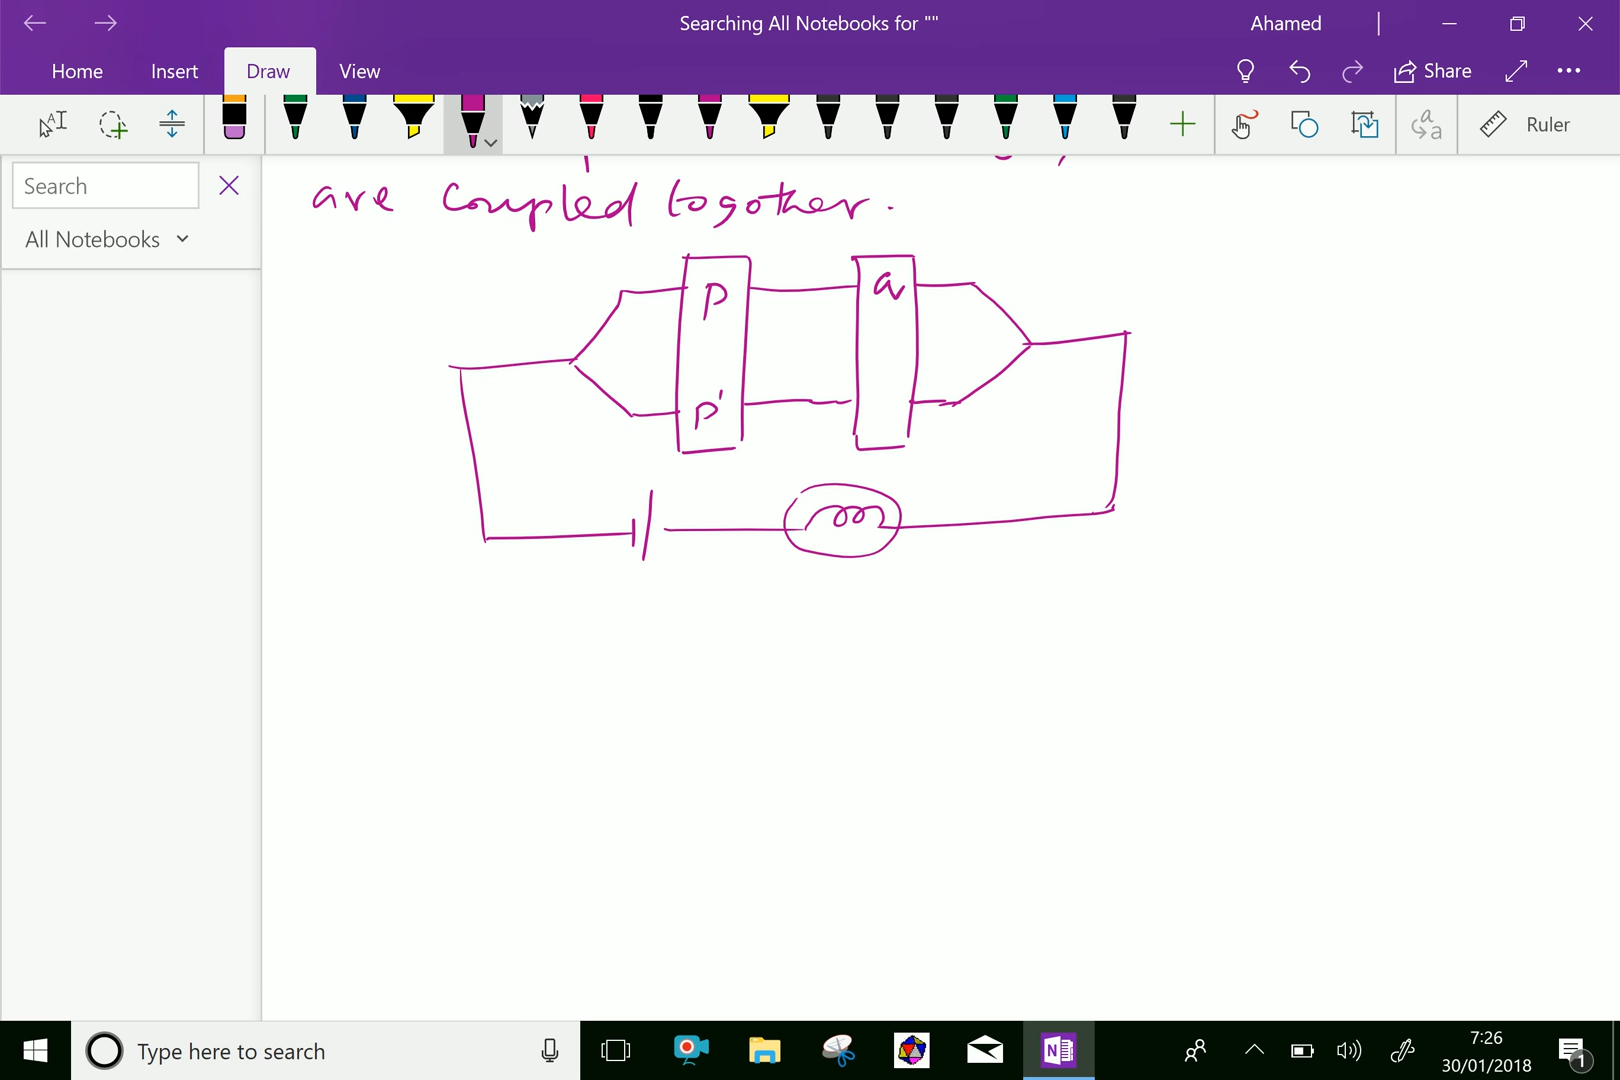 Searching All Notebooks for ""
Ahamed
Home Insert Draw View
Share
Ruler
Search
All Notebooks
are coupled together.
p
q
p'
Type here to search
7:26
30/01/2018
1